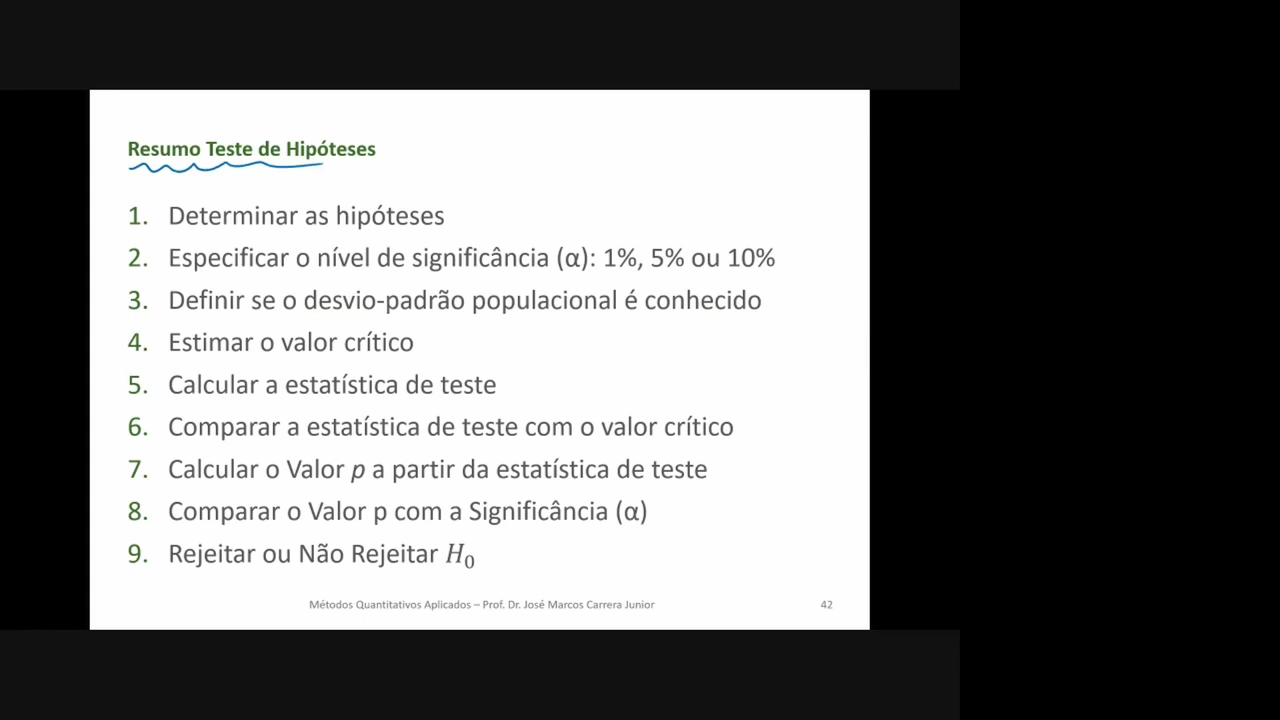 Resumo Teste de Hipóteses
1. Determinar as hipóteses
2. Especificar o nível de significância (α): 1%, 5% ou 10%
3. Definir se o desvio-padrão populacional é conhecido
4. Estimar o valor crítico
5. Calcular a estatística de teste
6. Comparar a estatística de teste com o valor crítico
7. Calcular o Valor p a partir da estatística de teste
8. Comparar o Valor p com a Significância (α)
9. Rejeitar ou Não Rejeitar H₀
Métodos Quantitativos Aplicados – Prof. Dr. José Marcos Carrera Junior 42